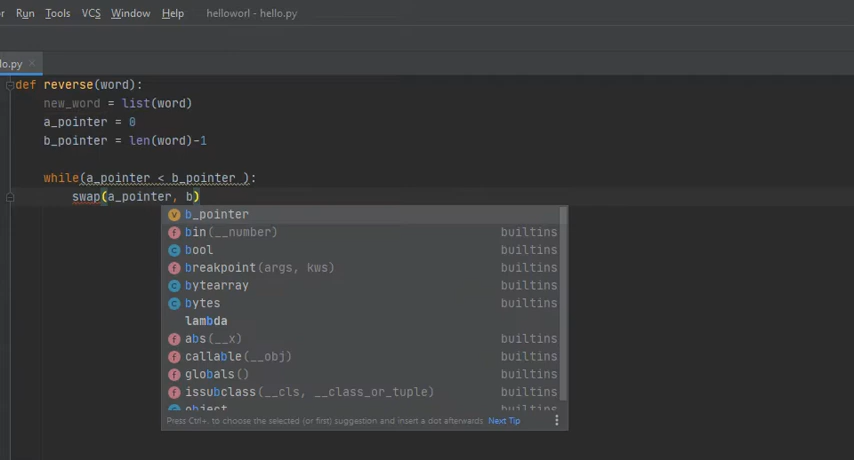 r Run Tools VCS Window Help helloworl - hello.py
lo.py
def reverse(word):
new_word = list(word)
a_pointer = 0
b_pointer = len(word)-1
while(a_pointer < b_pointer ):
swap(a_pointer, b)
b_pointer
bin(__number) builtins
bool builtins
breakpoint(args, kws) builtins
bytearray builtins
bytes builtins
lambda
abs(__x) builtins
callable(__obj) builtins
globals() builtins
issubclass(__cls, __class_or_tuple) builtins
object builtins
Press Ctrl+. to choose the selected (or first) suggestion and insert a dot afterwards Next Tip